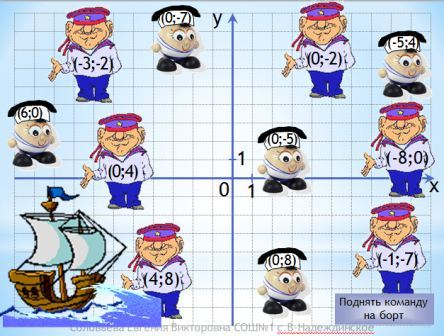 (0;-7)
y
(-3;-2)
(0;-2)
(-5;4)
(6;0)
(0;4)
(0;-5)
(-8;0)
1
0
1
x
(4;8)
(0;8)
(-1;-7)
Поднять команду
на борт
Соловьева Евгения Викторовна СОШ№1 с.В-Надеждинское